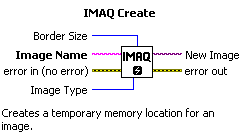 IMAQ Create
Border Size
Image Name
New Image
IMAQ
error in (no error)
error out
Image Type
Creates a temporary memory location for an
image.